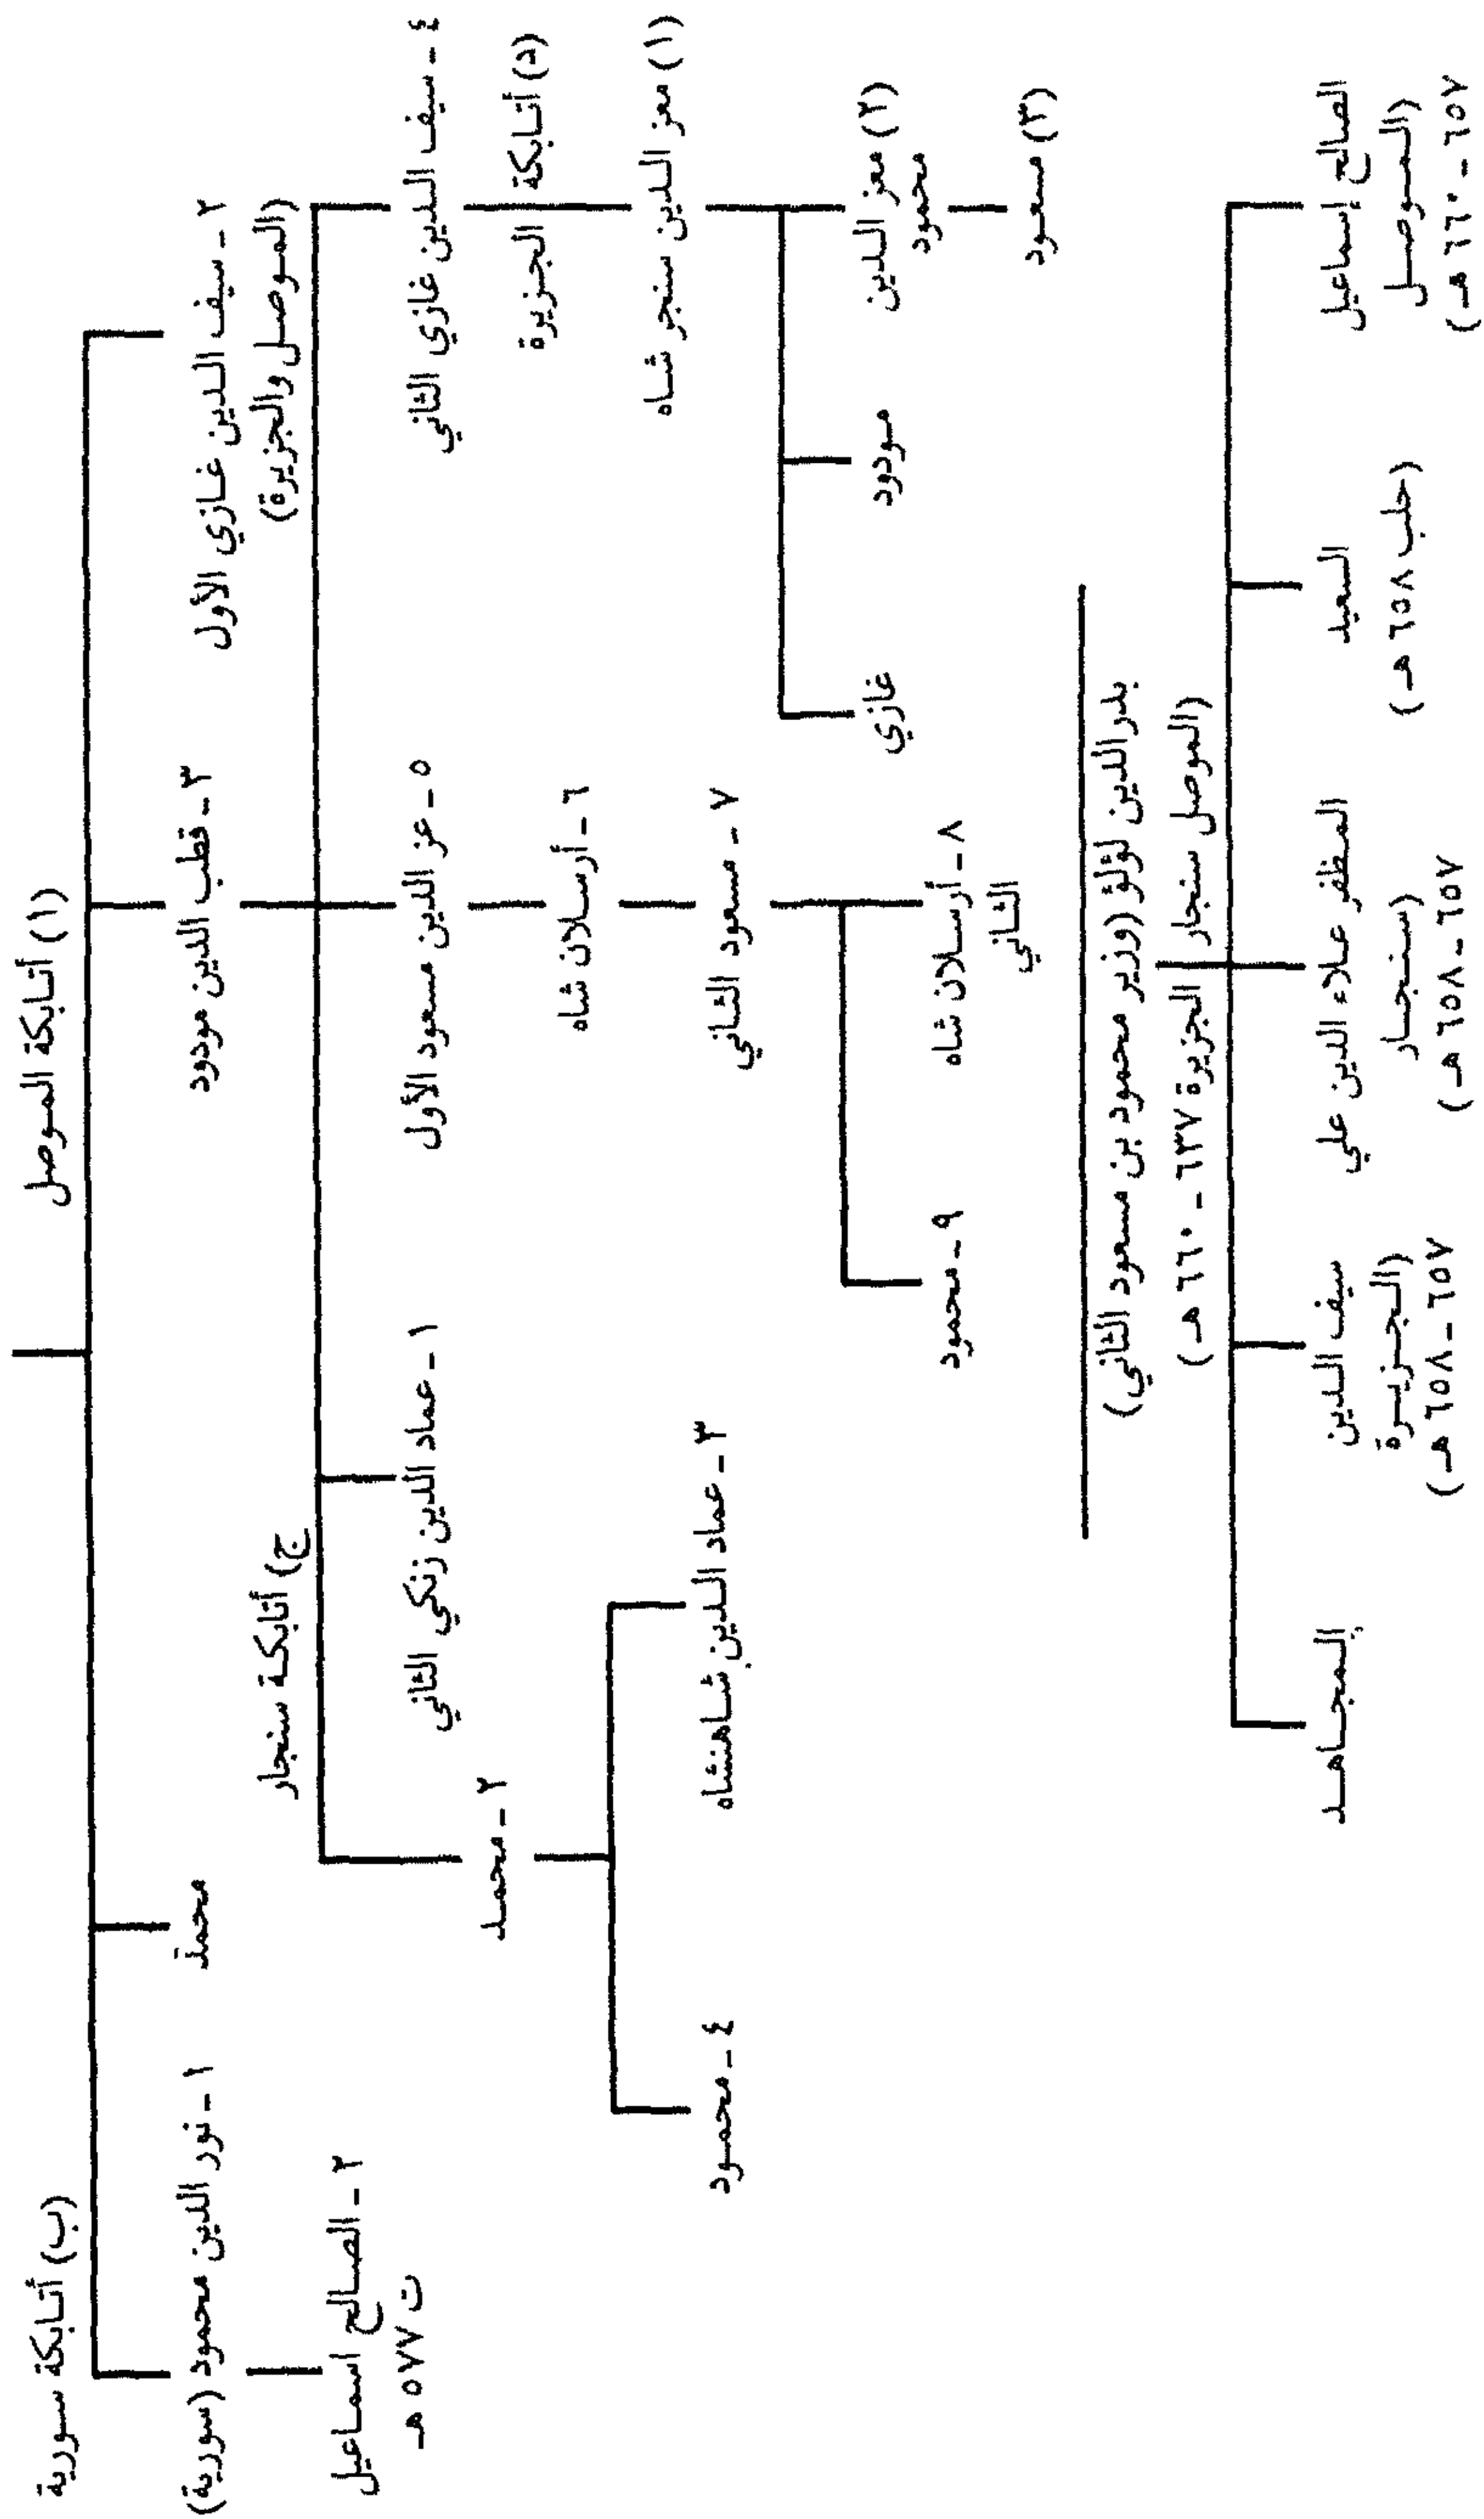 (١) أتابكة الموصل
(ب) أتابكة سورية
٢ - سيف الدين غازي الأول
(الموصل والجزيرة)
٣ - قطب الدين مودود
محمد
١ - نور الدين محمود (سورية)
ج) أتابكة سنجار
٤ - سيف الدين غازي الثاني
٥ - عز الدين مسعود الأول
١ - عماد الدين زنكي الثاني
٢ - محمد
٢ - الصالح اسماعيل
ت ٥٧٧ هـ
(د) أتابكة
الجزيرة
٦ - أرسلان شاه
(١) معز الدين سنجر شاه
٧ - مسعود الثاني
٣ - عماد الدين شاهنشاه
٤ - محمود
(٢) معز الدين
محمود
مودود
غازي
٨ - أرسلان شاه
الثاني
٩ - محمود
(٣) مسعود
بدر الدين لؤلؤ (وزير محمود بن مسعود الثاني)
(الموصل سنجار الجزيرة ٦٣٧ - ٦٦٠ هـ)
الصالح إسماعيل
(الموصل
٦٥٧ - ٦٦٠ هـ)
السعيد
(حلب ٦٥٨ هـ)
المظفر علاء الدين علي
(سنجار
٦٥٧ - ٦٥٨ هـ)
سيف الدين
(الجزيرة
٦٥٧ - ٦٥٨ هـ)
المجاهد